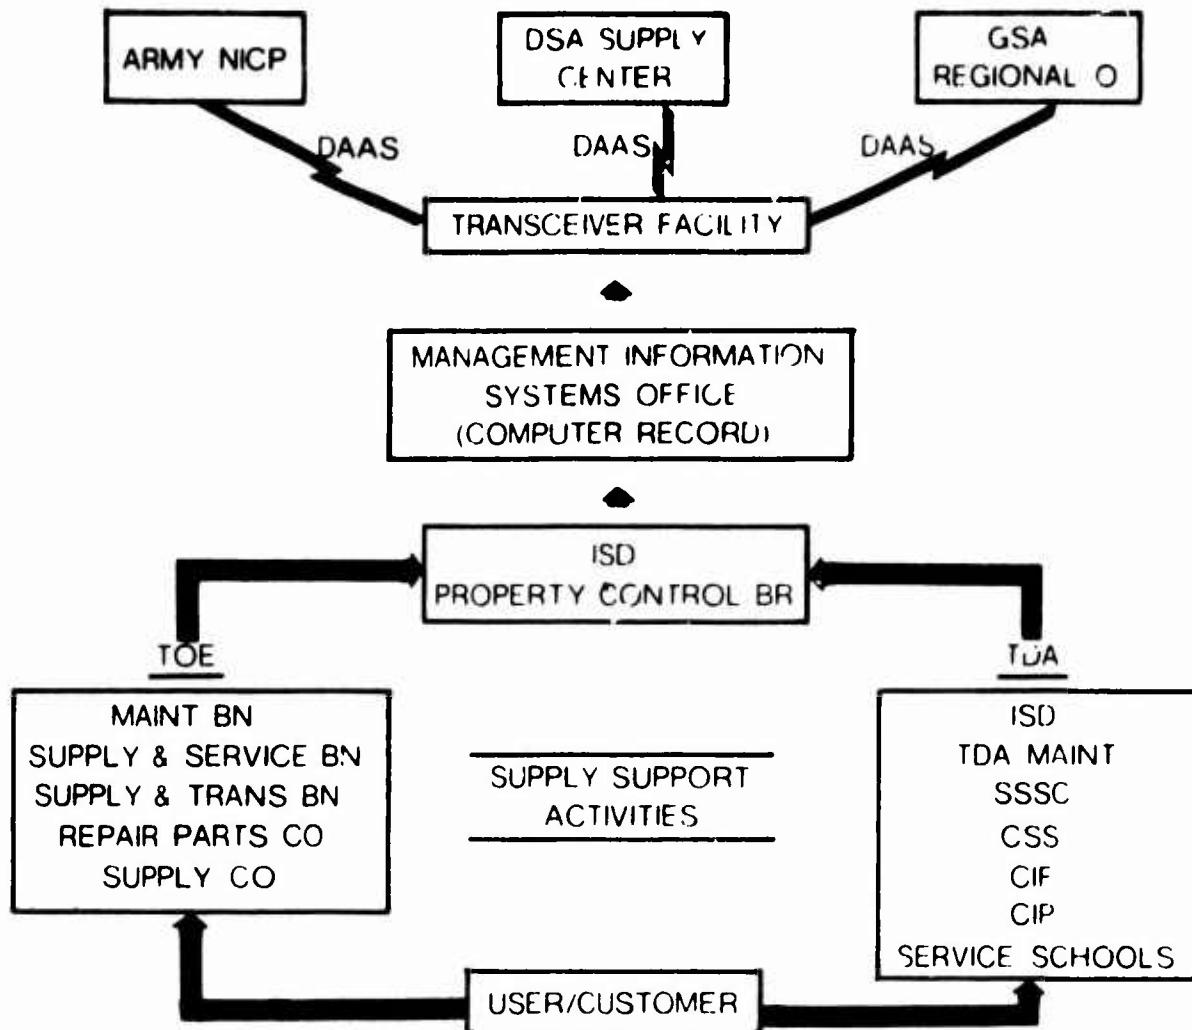 ARMY NICP
DSA SUPPLY
CENTER
GSA
REGIONAL O
DAAS
DAAS
DAAS
TRANSCEIVER FACILITY
MANAGEMENT INFORMATION
SYSTEMS OFFICE
(COMPUTER RECORD)
ISD
PROPERTY CONTROL BR
TOE
TDA
MAINT BN
SUPPLY & SERVICE BN
SUPPLY & TRANS BN
REPAIR PARTS CO
SUPPLY CO
SUPPLY SUPPORT
ACTIVITIES
ISD
TDA MAINT
SSSC
CSS
CIF
CIP
SERVICE SCHOOLS
USER/CUSTOMER